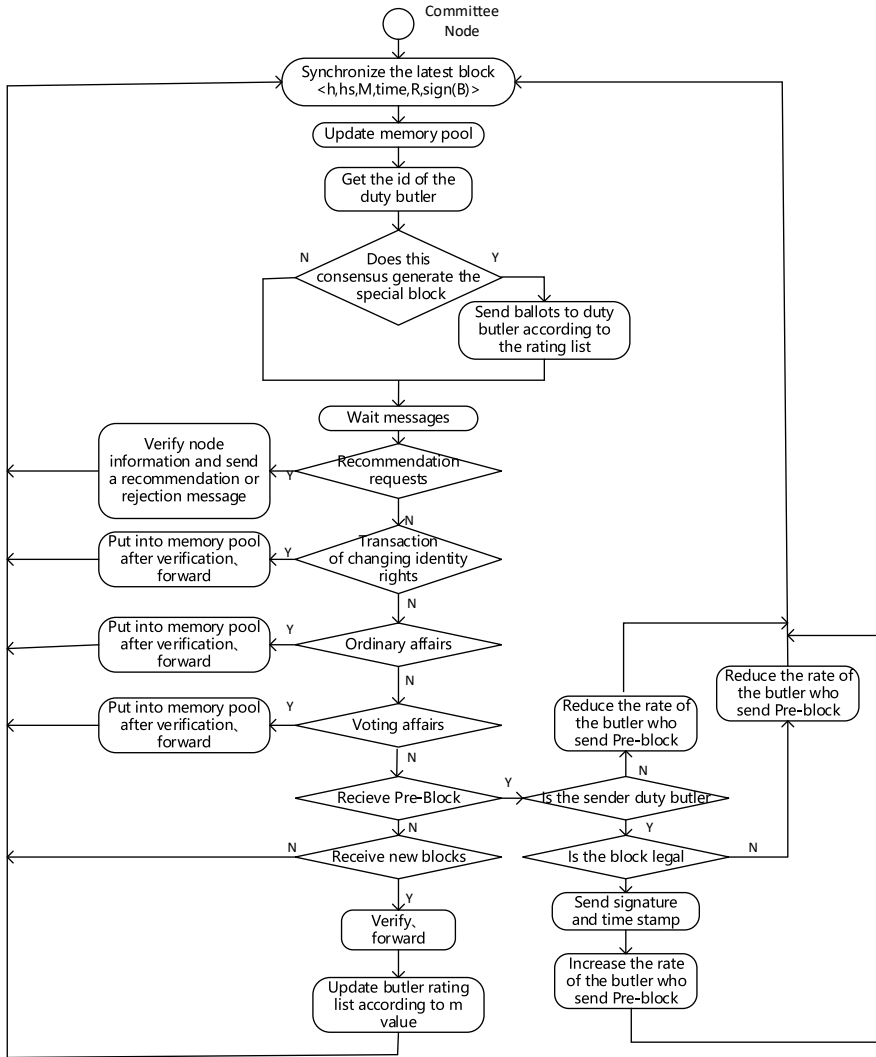 Committee
Node
Synchronize the latest block
<h,hs,M,time,R,sign(B)>
Update memory pool
Get the id of the
duty butler
N
Y
Does this
consensus generate the
special block
Send ballots to duty
butler according to
the rating list
Wait messages
Verify node
information and send
a recommendation or
rejection message
Y
Recommendation
requests
N
Put into memory pool
after verification、
forward
Y
Transaction
of changing identity
rights
N
Put into memory pool
after verification、
forward
Y
Ordinary affairs
N
Put into memory pool
after verification、
forward
Y
Voting affairs
N
Reduce the rate of
the butler who
send Pre-block
Reduce the rate of
the butler who
send Pre-block
N
Recieve Pre-Block
Y
Is the sender duty butler
N
Y
N
Receive new blocks
Is the block legal
N
Y
Verify、
forward
Send signature
and time stamp
Update butler rating
list according to m
value
Increase the rate
of the butler who
send Pre-block